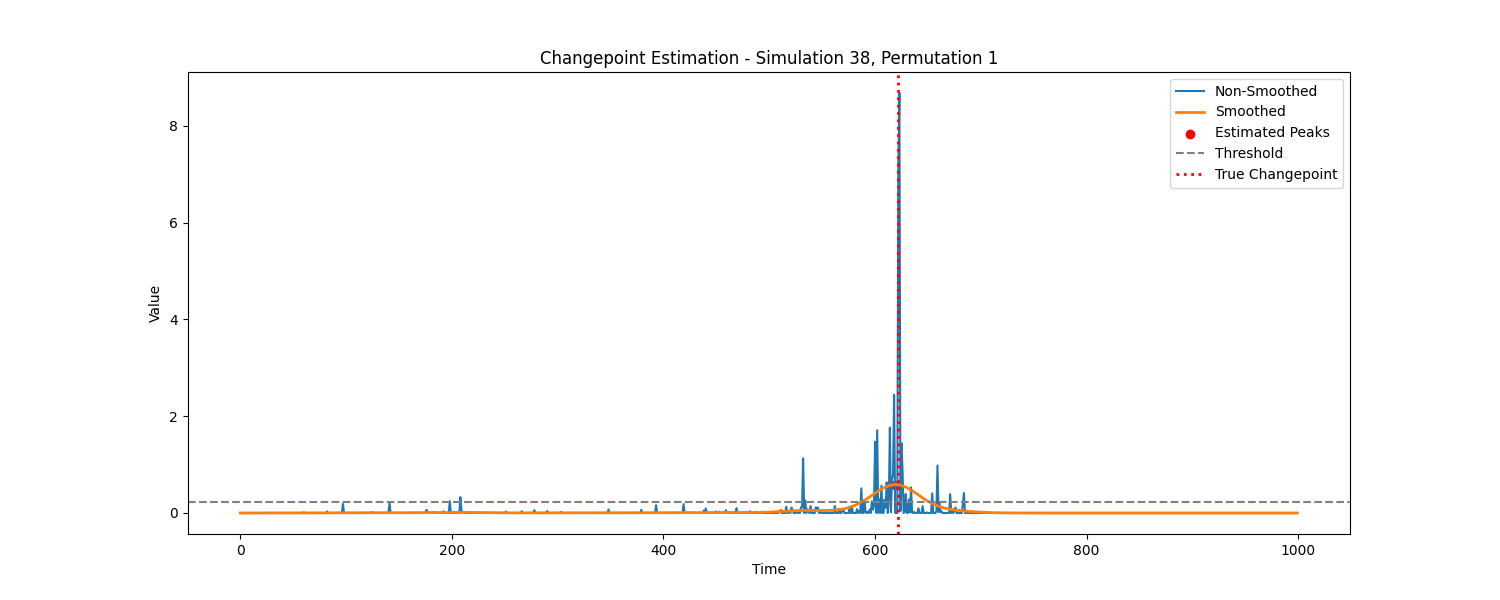 Changepoint Estimation - Simulation 38, Permutation 1
Non-Smoothed
Smoothed
Estimated Peaks
Threshold
True Changepoint
Value
8
6
4
2
0
0 200 400 600 800 1000
Time